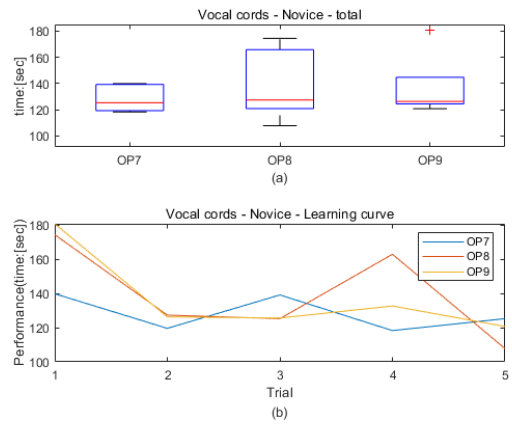 Vocal cords - Novice - total
180
160
140
120
100
time:[sec]
OP7 OP8 OP9
(a)
Vocal cords - Novice - Learning curve
180
160
140
120
100
Performance(time:[sec])
OP7
OP8
OP9
1 2 3 4 5
Trial
(b)